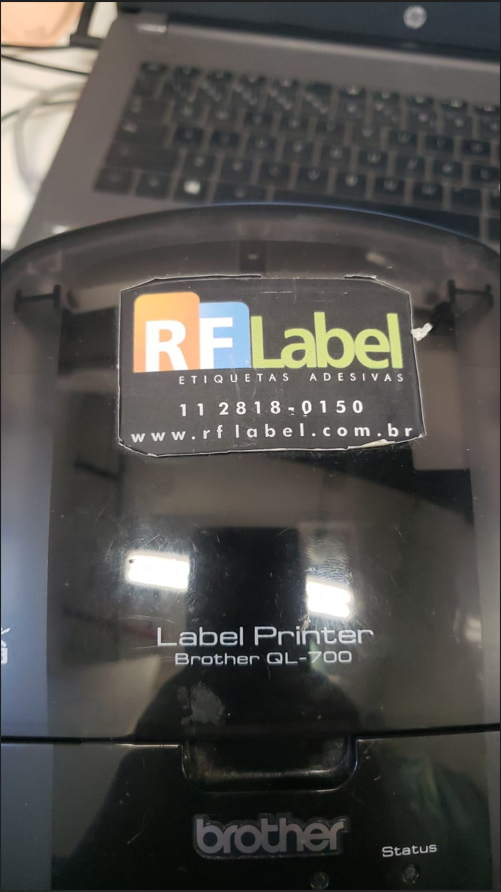 RF Label
ETIQUETAS ADESIVAS
11 2818-0150
www.rflabel.com.br
Label Printer
Brother QL-700
brother
Status